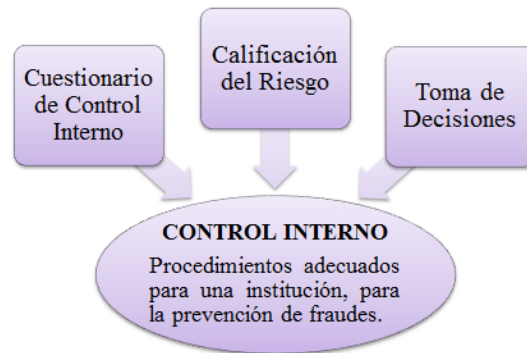 Cuestionario
de Control
Interno
Calificación
del Riesgo
Toma de
Decisiones
CONTROL INTERNO
Procedimientos adecuados
para una institución, para
la prevención de fraudes.